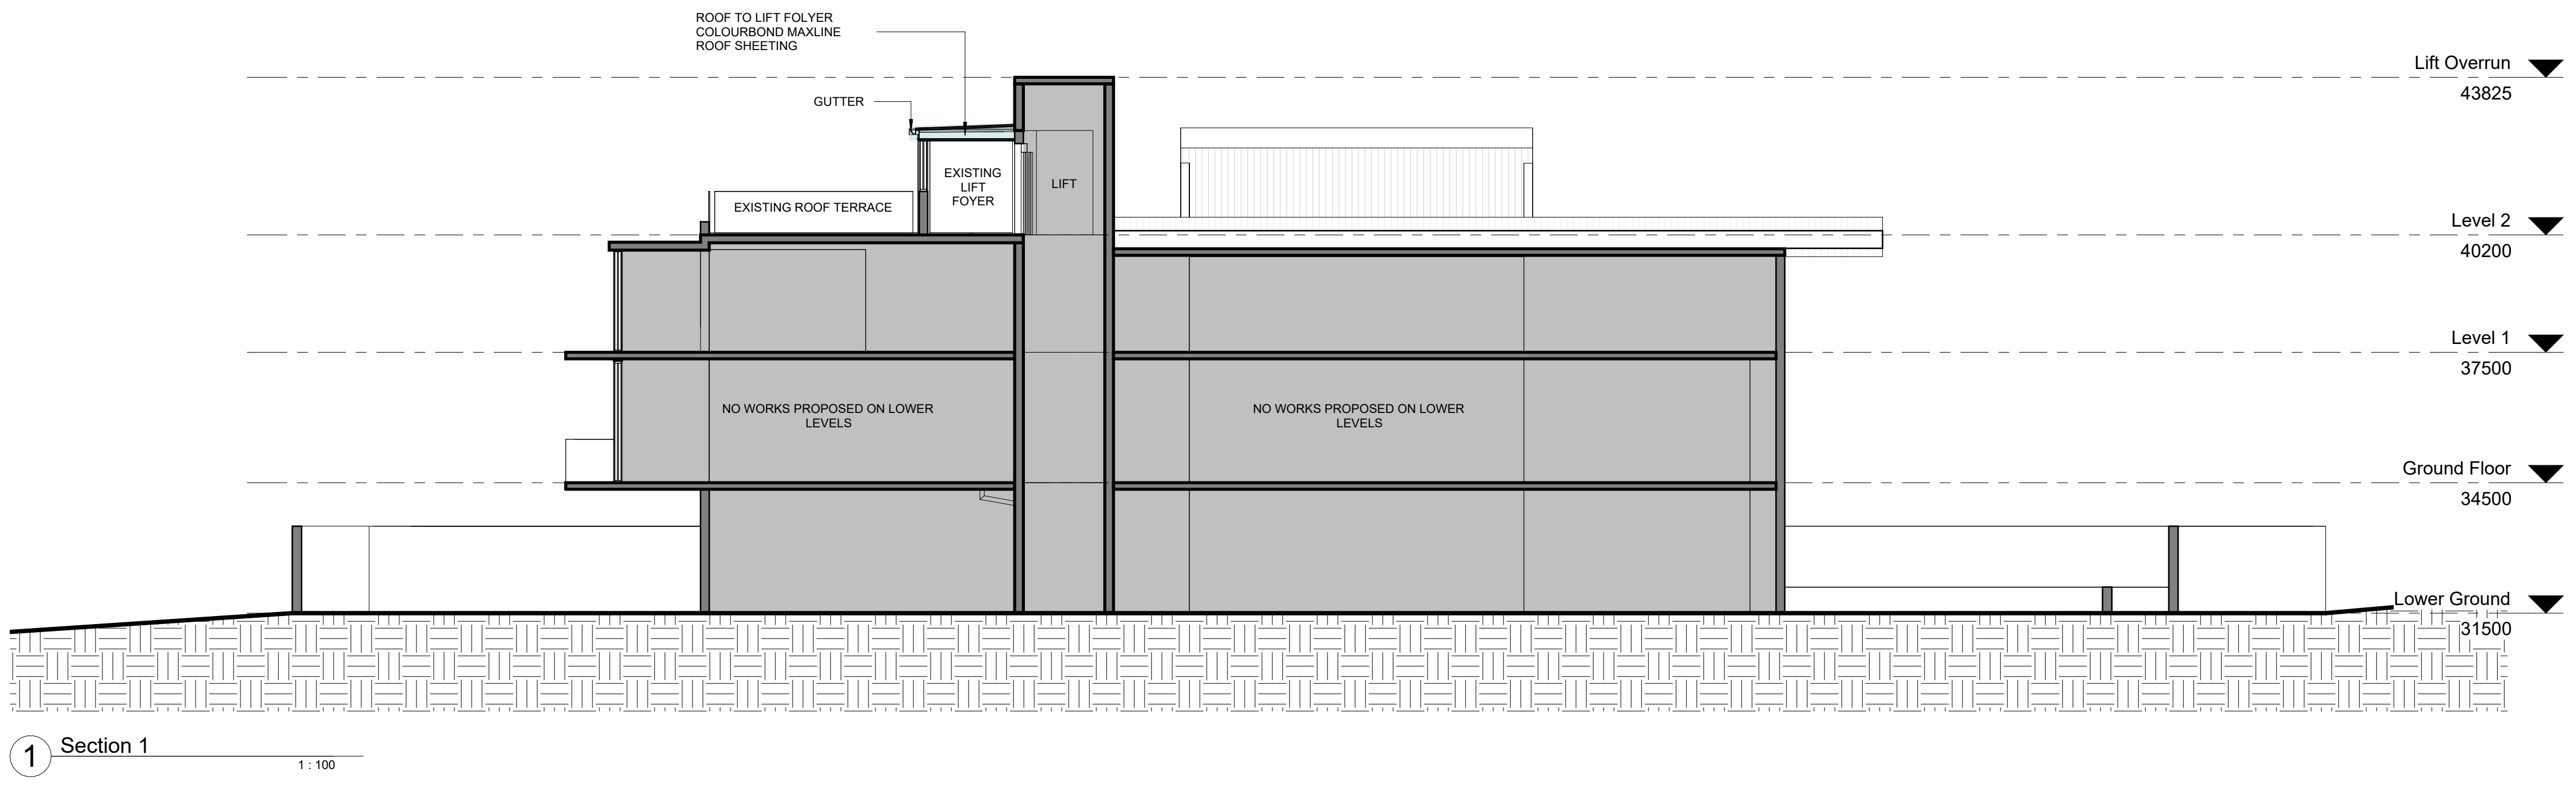 ROOF TO LIFT FOLYER
COLOURBOND MAXLINE
ROOF SHEETING
GUTTER
EXISTING
LIFT
FOYER
LIFT
EXISTING ROOF TERRACE
NO WORKS PROPOSED ON LOWER
LEVELS
NO WORKS PROPOSED ON LOWER
LEVELS
Lift Overrun
43825
Level 2
40200
Level 1
37500
Ground Floor
34500
Lower Ground
31500
1 Section 1
1 : 100